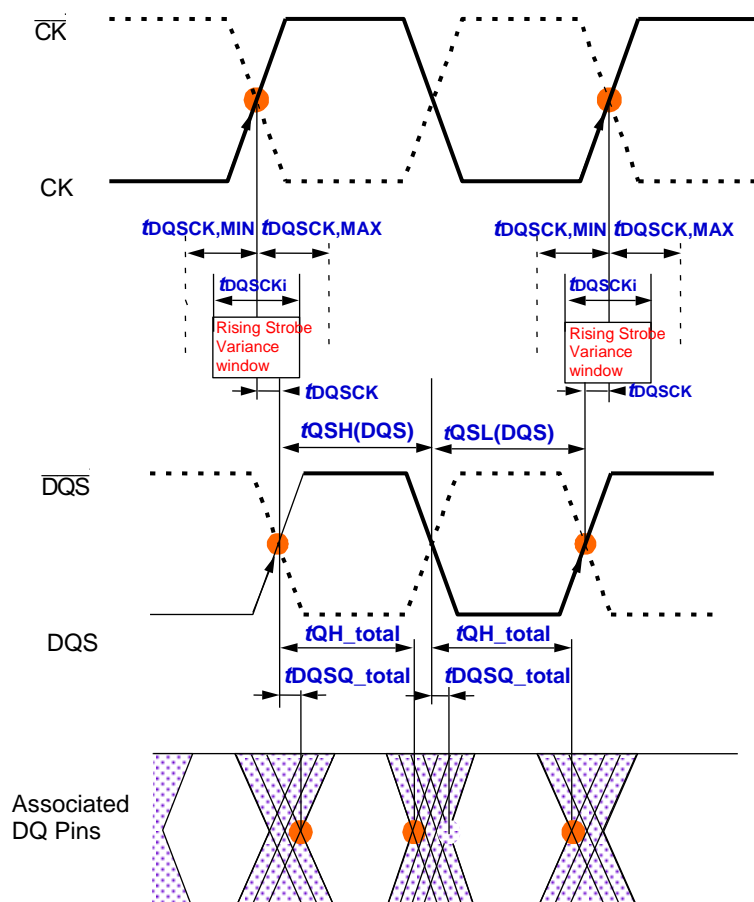 CK
CK
tDQSCK,MIN tDQSCK,MAX tDQSCK,MIN tDQSCK,MAX
tDQSCKi tDQSCKi
Rising Strobe Variance window
Rising Strobe Variance window
tDQSCK tDQSCK
tQSH(DQS) tQSL(DQS)
DQS
DQS
tQH_total tQH_total
tDQSQ_total tDQSQ_total
Associated
DQ Pins